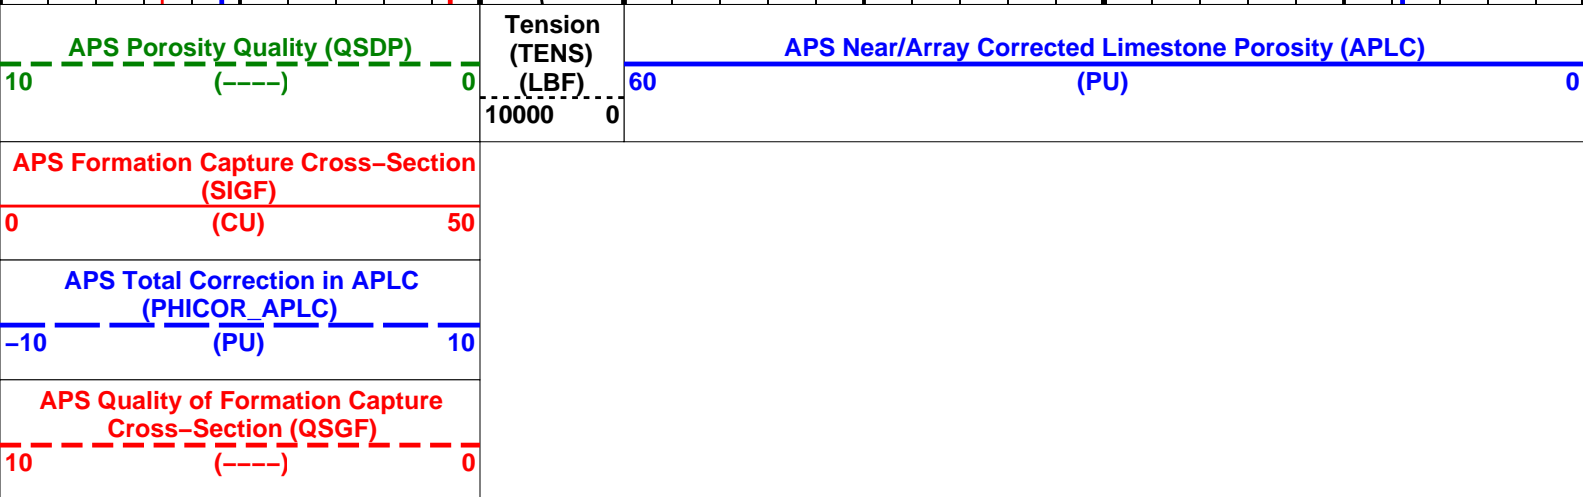 APS Porosity Quality (QSDP)
10 (−−−−) 0
Tension
(TENS)
(LBF)
10000 0
APS Near/Array Corrected Limestone Porosity (APLC)
60 (PU) 0
APS Formation Capture Cross−Section
(SIGF)
0 (CU) 50
APS Total Correction in APLC
(PHICOR_APLC)
−10 (PU) 10
APS Quality of Formation Capture
Cross−Section (QSGF)
10 (−−−−) 0